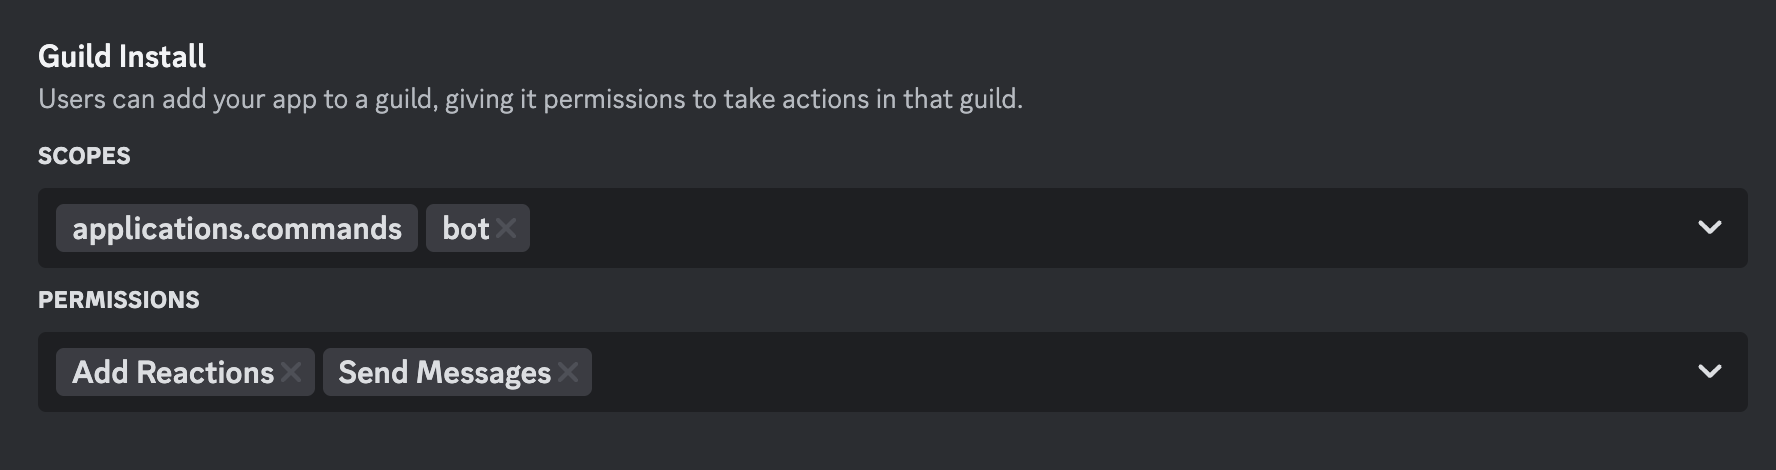 Guild Install
Users can add your app to a guild, giving it permissions to take actions in that guild.
SCOPES
applications.commands bot
PERMISSIONS
Add Reactions Send Messages